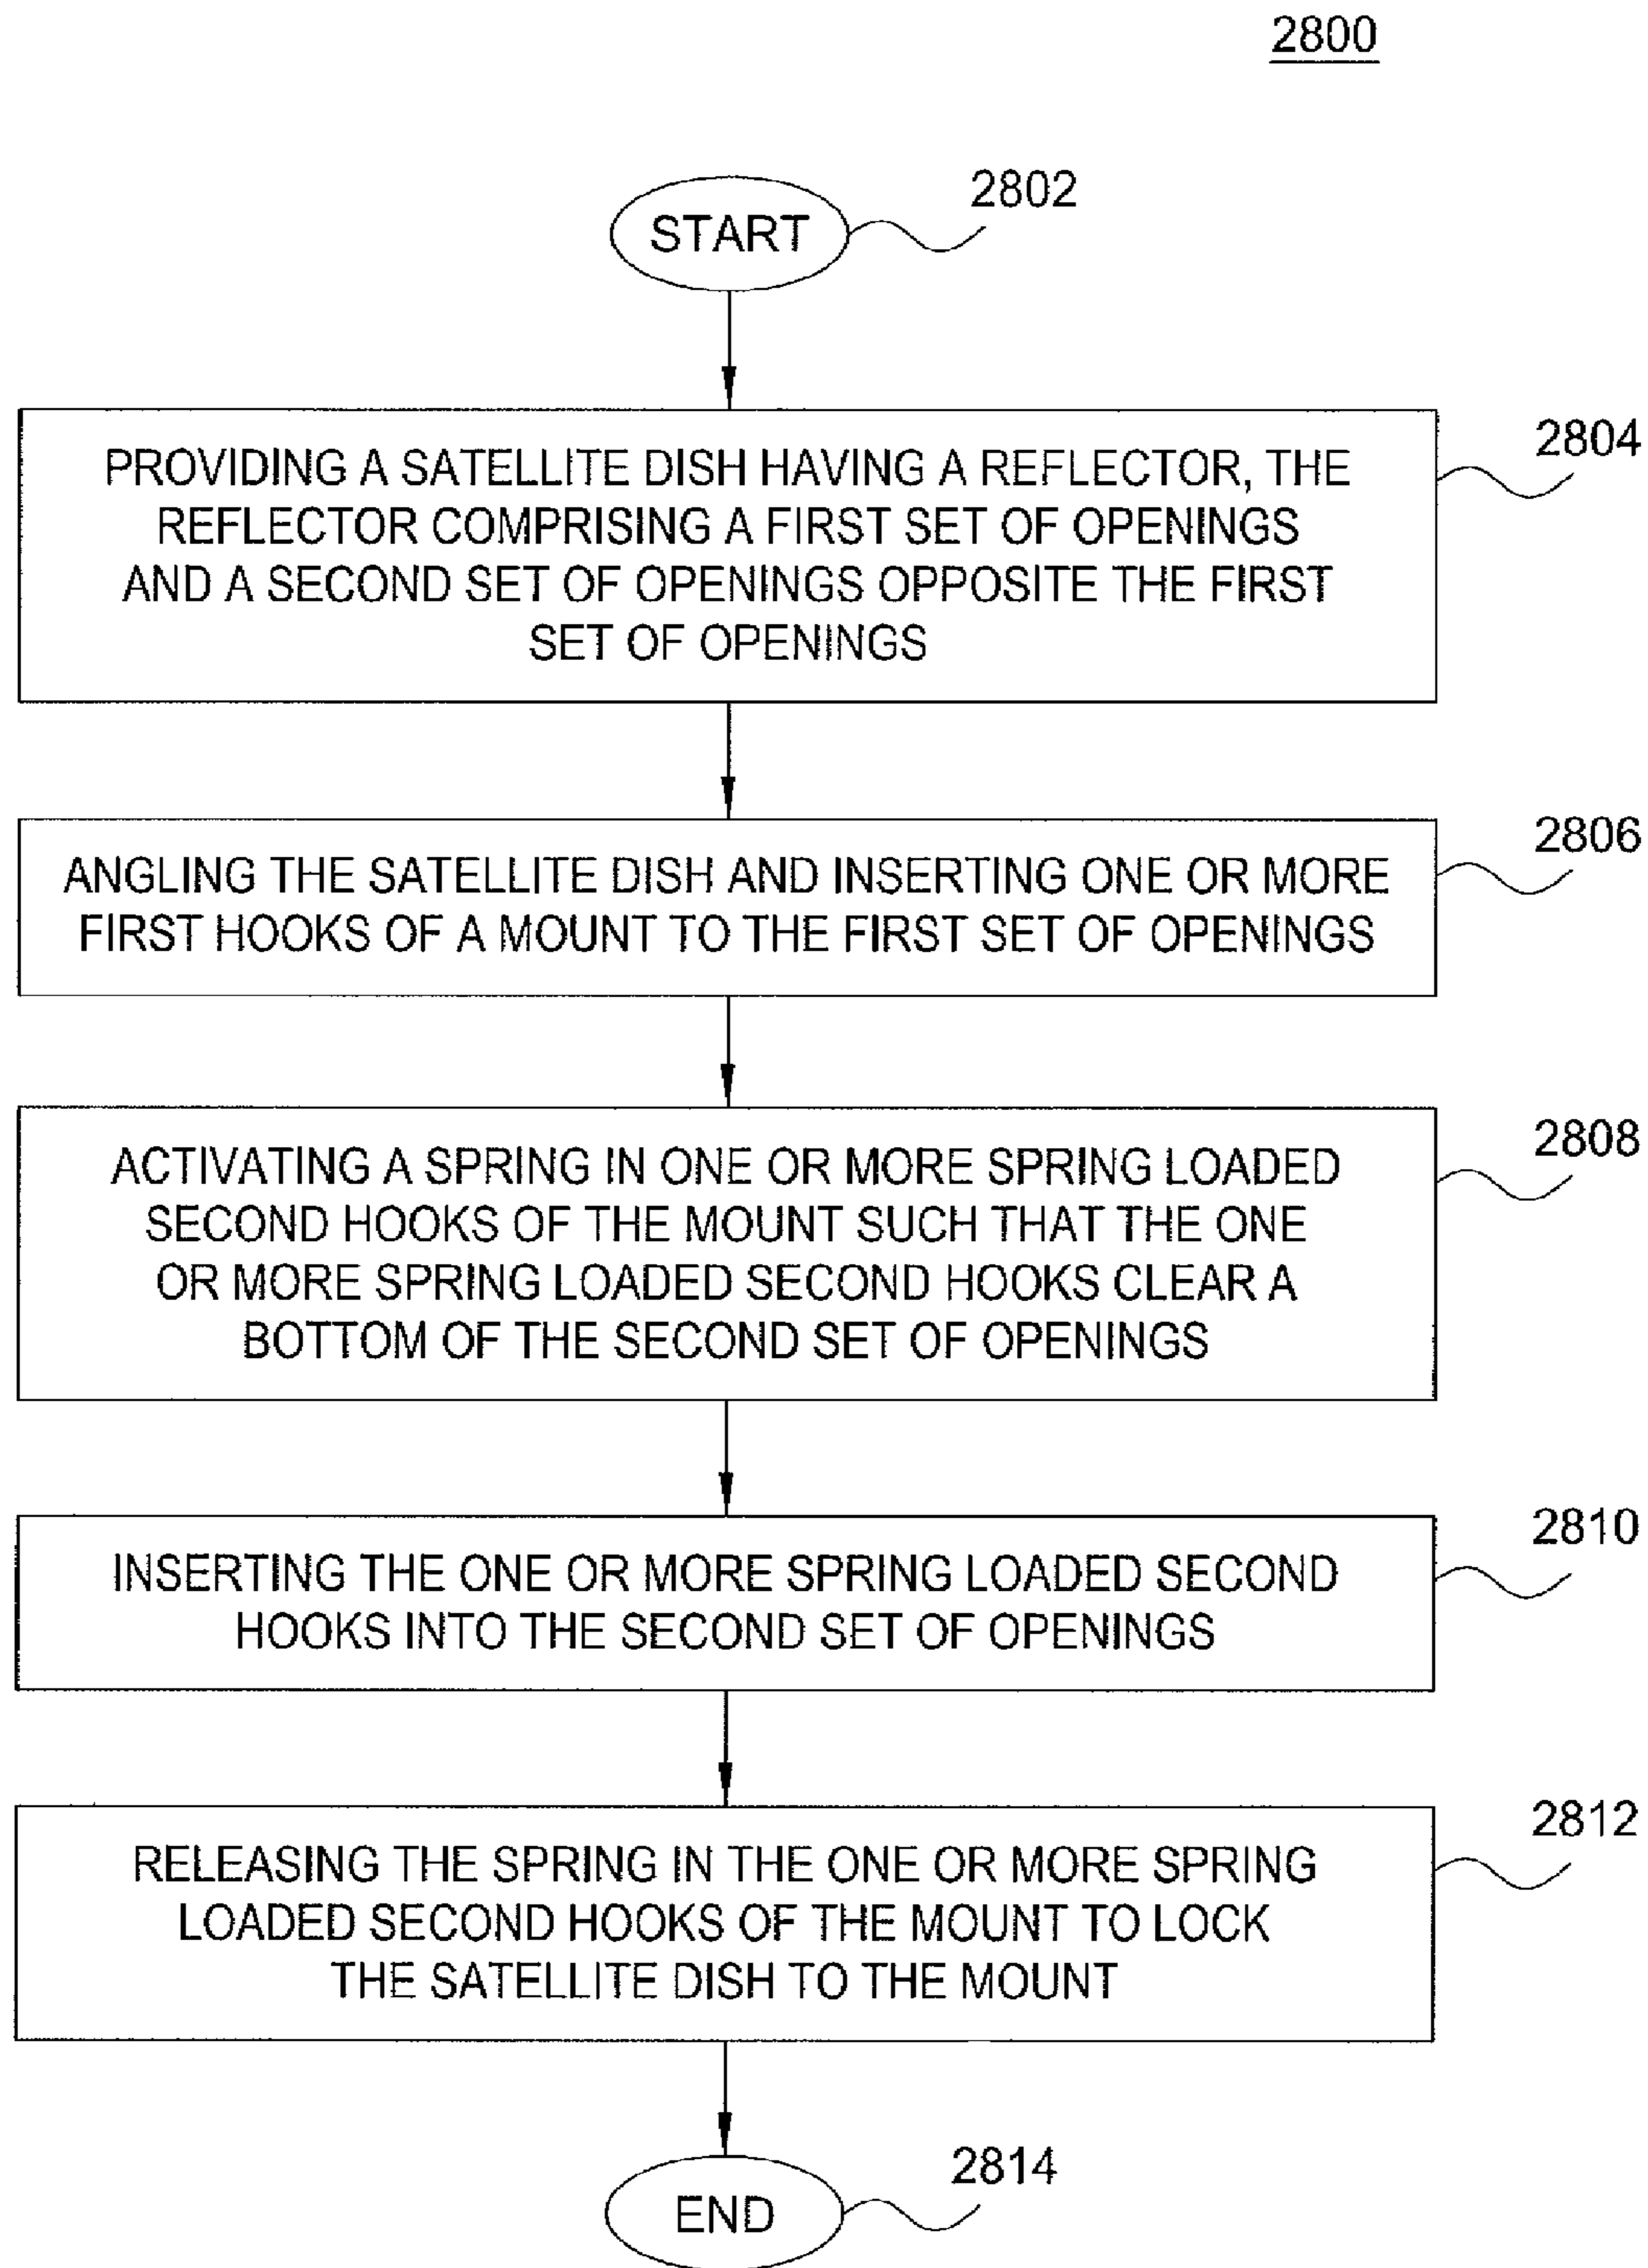 2800
START
2802
PROVIDING A SATELLITE DISH HAVING A REFLECTOR, THE
REFLECTOR COMPRISING A FIRST SET OF OPENINGS
AND A SECOND SET OF OPENINGS OPPOSITE THE FIRST
SET OF OPENINGS
2804
ANGLING THE SATELLITE DISH AND INSERTING ONE OR MORE
FIRST HOOKS OF A MOUNT TO THE FIRST SET OF OPENINGS
2806
ACTIVATING A SPRING IN ONE OR MORE SPRING LOADED
SECOND HOOKS OF THE MOUNT SUCH THAT THE ONE
OR MORE SPRING LOADED SECOND HOOKS CLEAR A
BOTTOM OF THE SECOND SET OF OPENINGS
2808
INSERTING THE ONE OR MORE SPRING LOADED SECOND
HOOKS INTO THE SECOND SET OF OPENINGS
2810
RELEASING THE SPRING IN THE ONE OR MORE SPRING
LOADED SECOND HOOKS OF THE MOUNT TO LOCK
THE SATELLITE DISH TO THE MOUNT
2812
END
2814